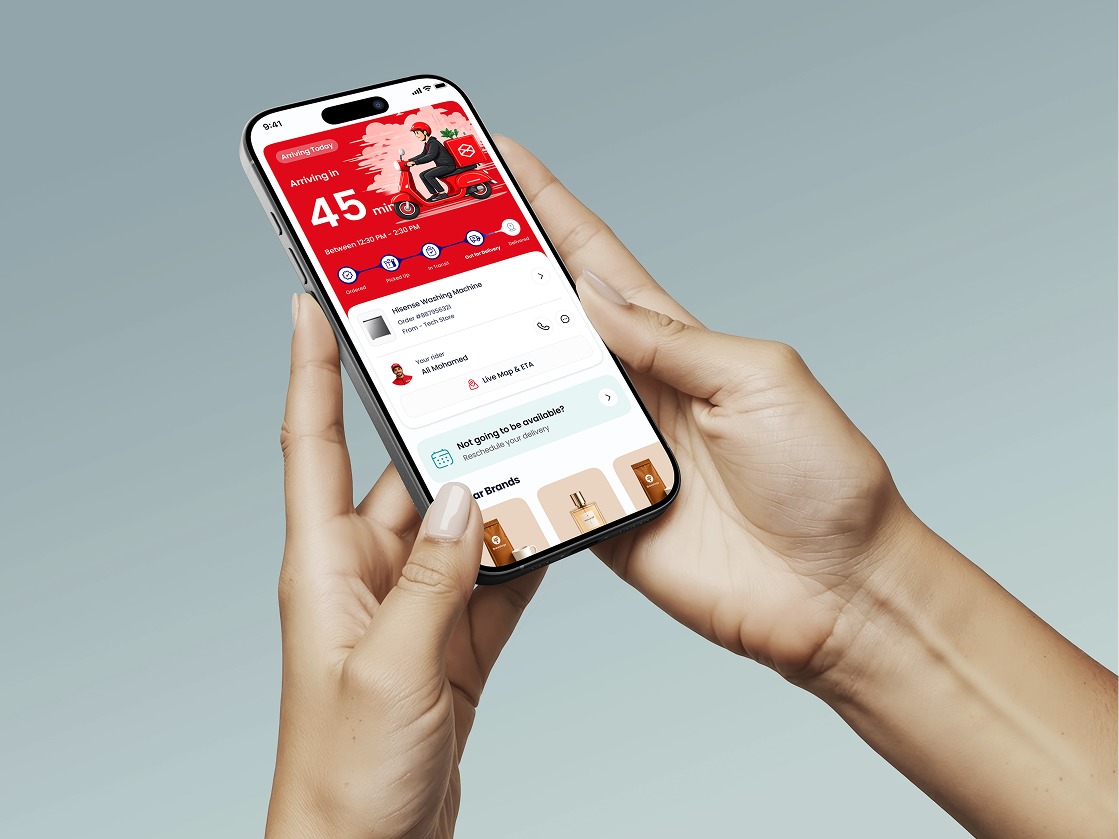 9:41
Arriving Today
Arriving in
45 min
Between 12:30 PM - 2:30 PM
Ordered
Picked Up
In Transit
Out for Delivery
Delivered
Hisense Washing Machine
Order #887956321
From - Tech Store
Your rider
Ali Mohamed
Live Map & ETA
Not going to be available?
Reschedule your delivery
ar Brands